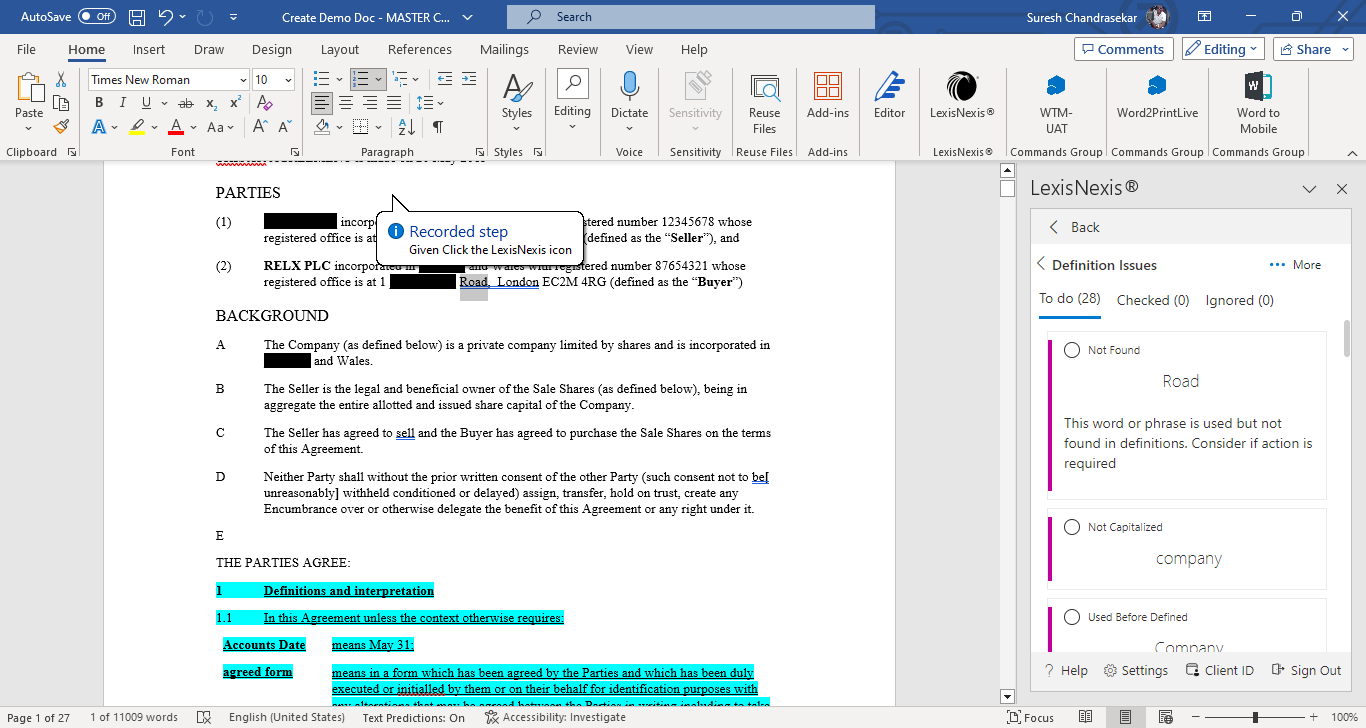 AutoSave Off Create Demo Doc - MASTER C... Search Suresh Chandrasekar
File Home Insert Draw Design Layout References Mailings Review View Help Comments Editing Share
Times New Roman 10
Paste Styles Editing Dictate Sensitivity Reuse Files Add-ins Editor LexisNexis® WTM-UAT Word2PrintLive Word to Mobile
Clipboard Font Paragraph Styles Voice Sensitivity Reuse Files Add-ins LexisNexis® Commands Group Commands Group Commands Group
PARTIES
(1) stered number 12345678 whose
registered office is at (defined as the “Seller”), and
Recorded step
Given Click the LexisNexis icon
(2) RELX PLC incorporated in and Wales with registered number 87654321 whose
registered office is at 1 Road, London EC2M 4RG (defined as the “Buyer”)
BACKGROUND
A The Company (as defined below) is a private company limited by shares and is incorporated in
and Wales.
B The Seller is the legal and beneficial owner of the Sale Shares (as defined below), being in
aggregate the entire allotted and issued share capital of the Company.
C The Seller has agreed to sell and the Buyer has agreed to purchase the Sale Shares on the terms
of this Agreement.
D Neither Party shall without the prior written consent of the other Party (such consent not to be[
unreasonably] withheld conditioned or delayed) assign, transfer, hold on trust, create any
Encumbrance over or otherwise delegate the benefit of this Agreement or any right under it.
E
THE PARTIES AGREE:
1 Definitions and interpretation
1.1 In this Agreement unless the context otherwise requires:
Accounts Date means May 31:
agreed form means in a form which has been agreed by the Parties and which has been duly
executed or initialled by them or on their behalf for identification purposes with
any alterations that may be agreed between the Parties in writing including to take
LexisNexis®
Back
Definition Issues More
To do (28) Checked (0) Ignored (0)
Not Found
Road
This word or phrase is used but not
found in definitions. Consider if action is
required
Not Capitalized
company
Used Before Defined
Company
Help Settings Client ID Sign Out
Page 1 of 27 1 of 11009 words English (United States) Text Predictions: On Accessibility: Investigate Focus 100%